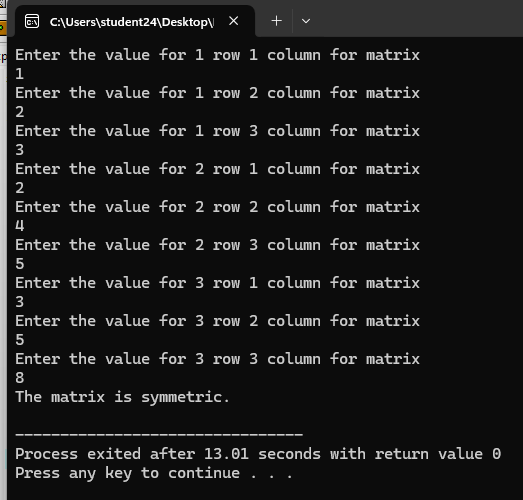 C:\Users\student24\Desktop\
Enter the value for 1 row 1 column for matrix
1
Enter the value for 1 row 2 column for matrix
2
Enter the value for 1 row 3 column for matrix
3
Enter the value for 2 row 1 column for matrix
2
Enter the value for 2 row 2 column for matrix
4
Enter the value for 2 row 3 column for matrix
5
Enter the value for 3 row 1 column for matrix
3
Enter the value for 3 row 2 column for matrix
5
Enter the value for 3 row 3 column for matrix
8
The matrix is symmetric.
--------------------------------
Process exited after 13.01 seconds with return value 0
Press any key to continue . . .